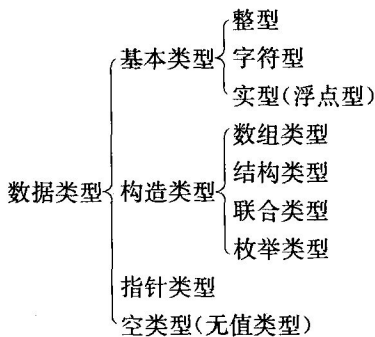 整型
基本类型
字符型
实型(浮点型)
数组类型
结构类型
数据类型
构造类型
联合类型
枚举类型
指针类型
空类型(无值类型)